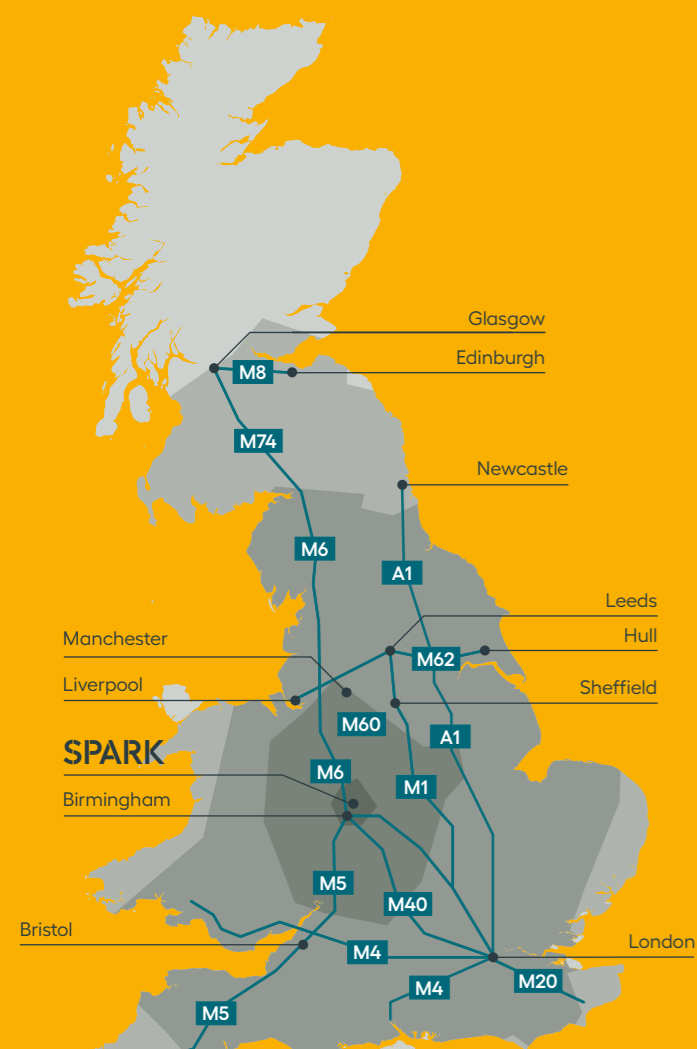 Glasgow
Edinburgh
M8
M74
Newcastle
M6
A1
Leeds
Hull
Manchester
M62
Liverpool
Sheffield
M60
A1
SPARK
M6
M1
Birmingham
M5
M40
Bristol
London
M4
M4
M20
M5